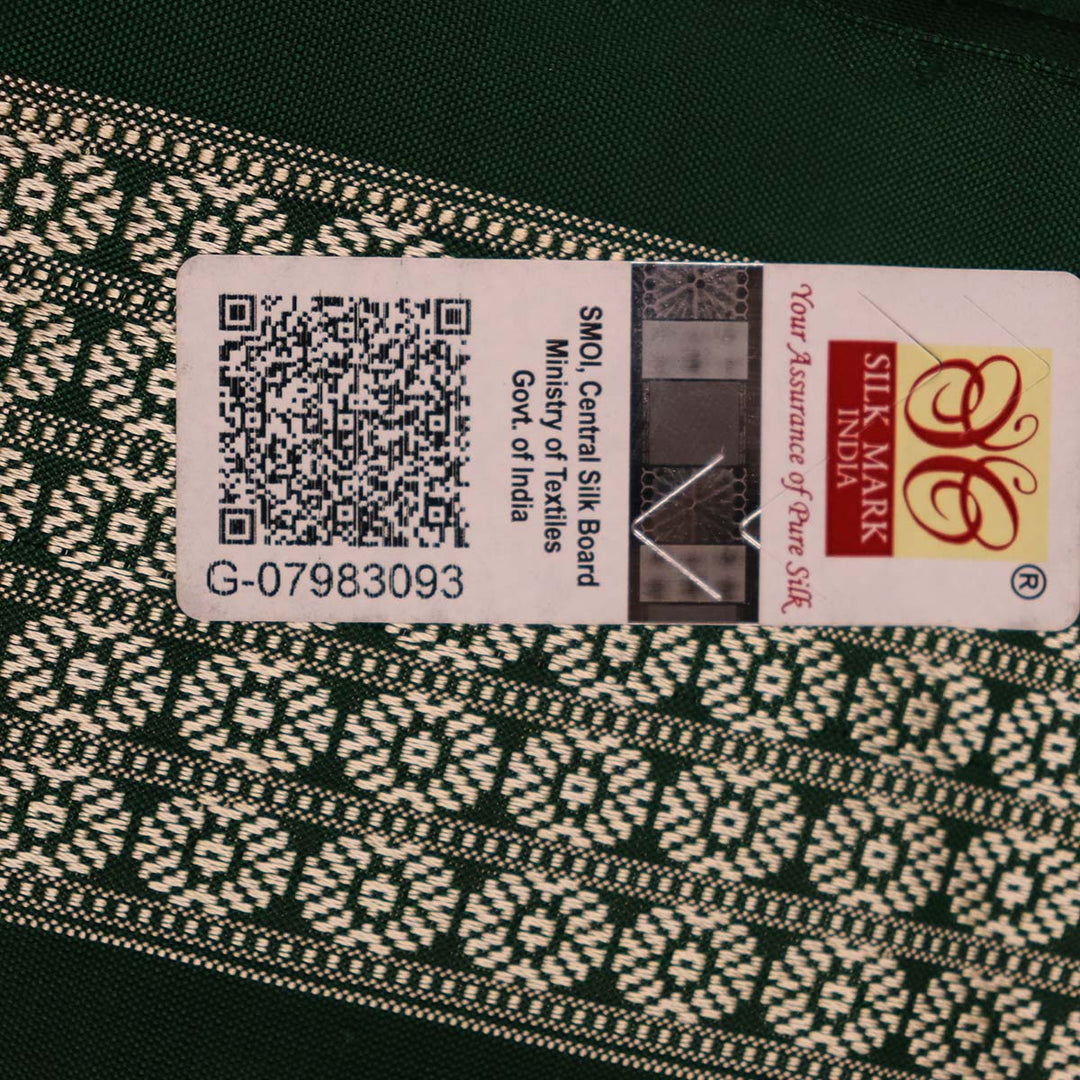 SILK MARK
INDIA
®
Your Assurance of Pure Silk
SMOI, Central Silk Board
Ministry of Textiles
Govt. of India
G-07983093